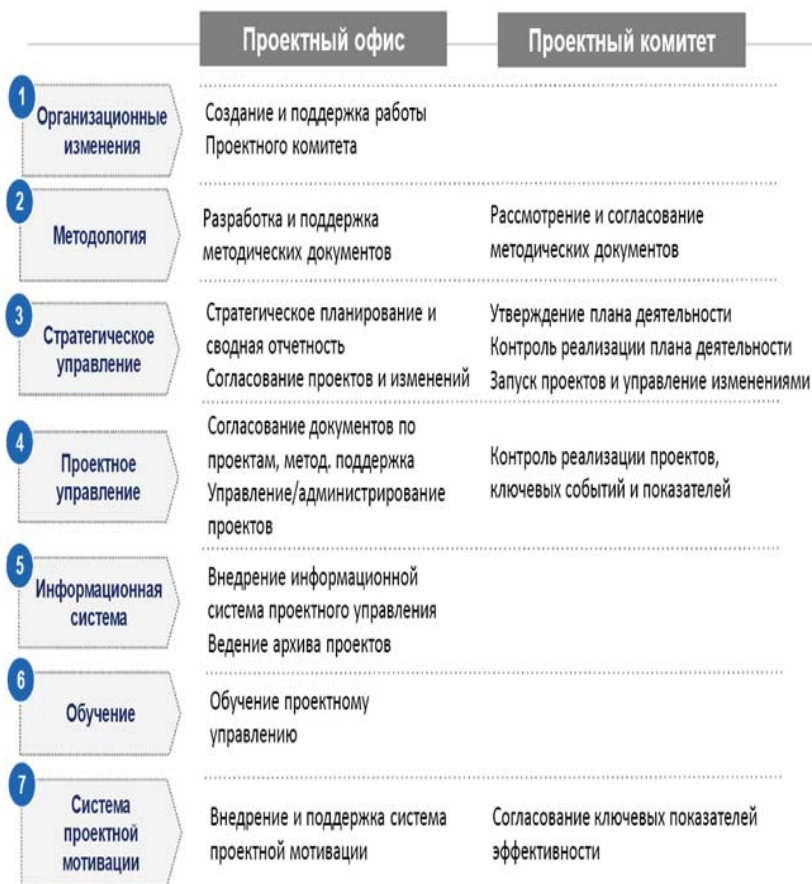 Проектный офис
Проектный комитет
1
Организационные
изменения
Создание и поддержка работы
Проектного комитета
2
Методология
Разработка и поддержка
методических документов
Рассмотрение и согласование
методических документов
3
Стратегическое
управление
Стратегическое планирование и
сводная отчетность
Согласование проектов и изменений
Утверждение плана деятельности
Контроль реализации плана деятельности
Запуск проектов и управление изменениями
4
Проектное
управление
Согласование документов по
проектам, метод. поддержка
Управление/администрирование
проектов
Контроль реализации проектов,
ключевых событий и показателей
5
Информационная
система
Внедрение информационной
система проектного управления
Ведение архива проектов
6
Обучение
Обучение проектному
управлению
7
Система
проектной
мотивации
Внедрение и поддержка система
проектной мотивации
Согласование ключевых показателей
эффективности